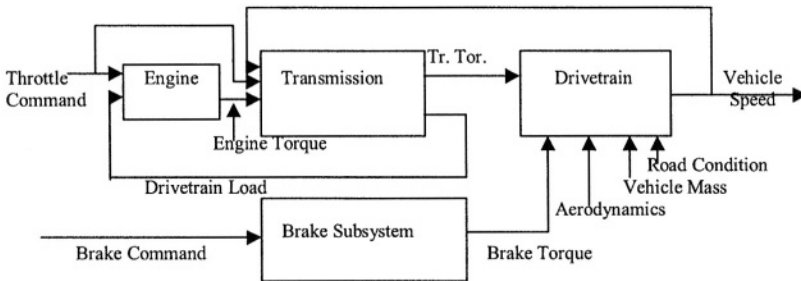 Throttle
Command
Engine
Transmission
Tr. Tor.
Drivetrain
Vehicle
Speed
Engine Torque
Drivetrain Load
Road Condition
Vehicle Mass
Aerodynamics
Brake Subsystem
Brake Command
Brake Torque